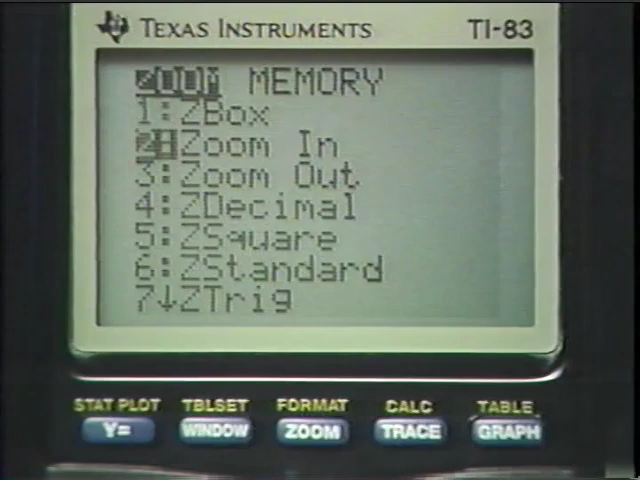 TEXAS INSTRUMENTS TI-83
ZOOM MEMORY
1:ZBox
2:Zoom In
3:Zoom Out
4:ZDecimal
5:ZSquare
6:ZStandard
7↓ZTrig
STAT PLOT TBLSET FORMAT CALC TABLE
Y= WINDOW ZOOM TRACE GRAPH